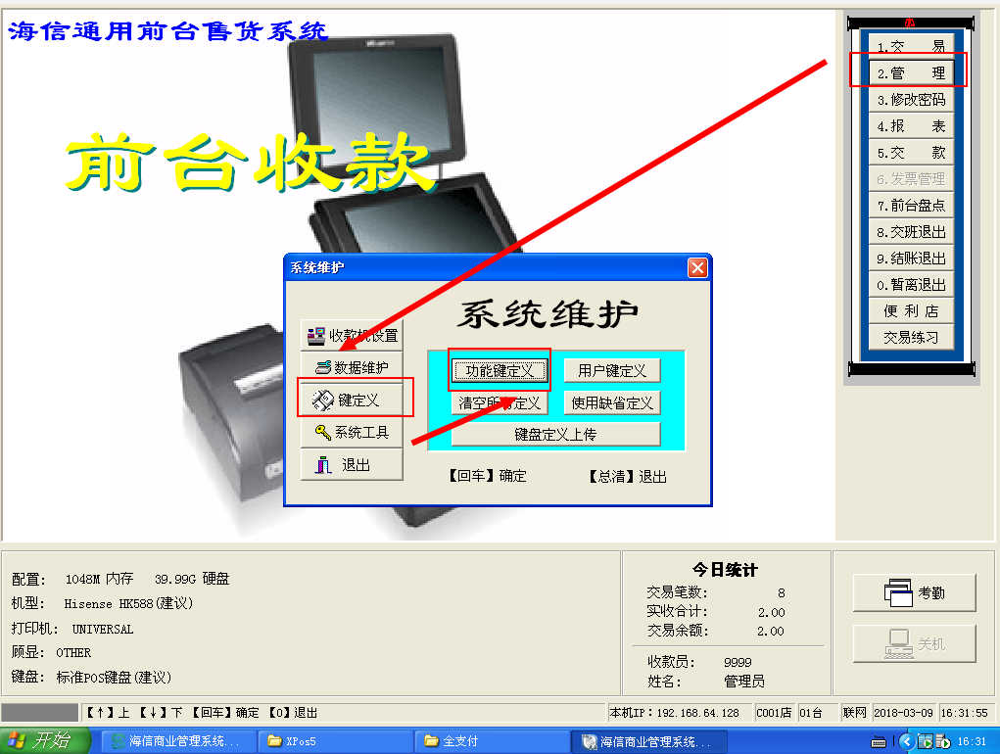 海信通用前台售货系统
前台收款
1.交 易
2.管 理
3.修改密码
4.报 表
5.交 款
6.发票管理
7.前台盘点
8.交班退出
9.结账退出
0.暂离退出
便 利 店
交易练习
系统维护
系统维护
收款机设置
数据维护
键定义
系统工具
退出
功能键定义 用户键定义
清空所有定义 使用缺省定义
键盘定义上传
【回车】确定 【总清】退出
配置: 1048M 内存 39.99G 硬盘
机型: Hisense HK588(建议)
打印机: UNIVERSAL
顾显: OTHER
键盘: 标准POS键盘(建议)
今日统计
交易笔数: 8
实收合计: 2.00
交易余额: 2.00
收款员: 9999
姓名: 管理员
考勤
关机
【↑】上 【↓】下 【回车】确定 【O】退出 本机IP:192.168.64.128 C001店 01台 联网 2018-03-09 16:31:55
开始 海信商业管理系统... XPos5 全支付 海信商业管理系统... 16:31